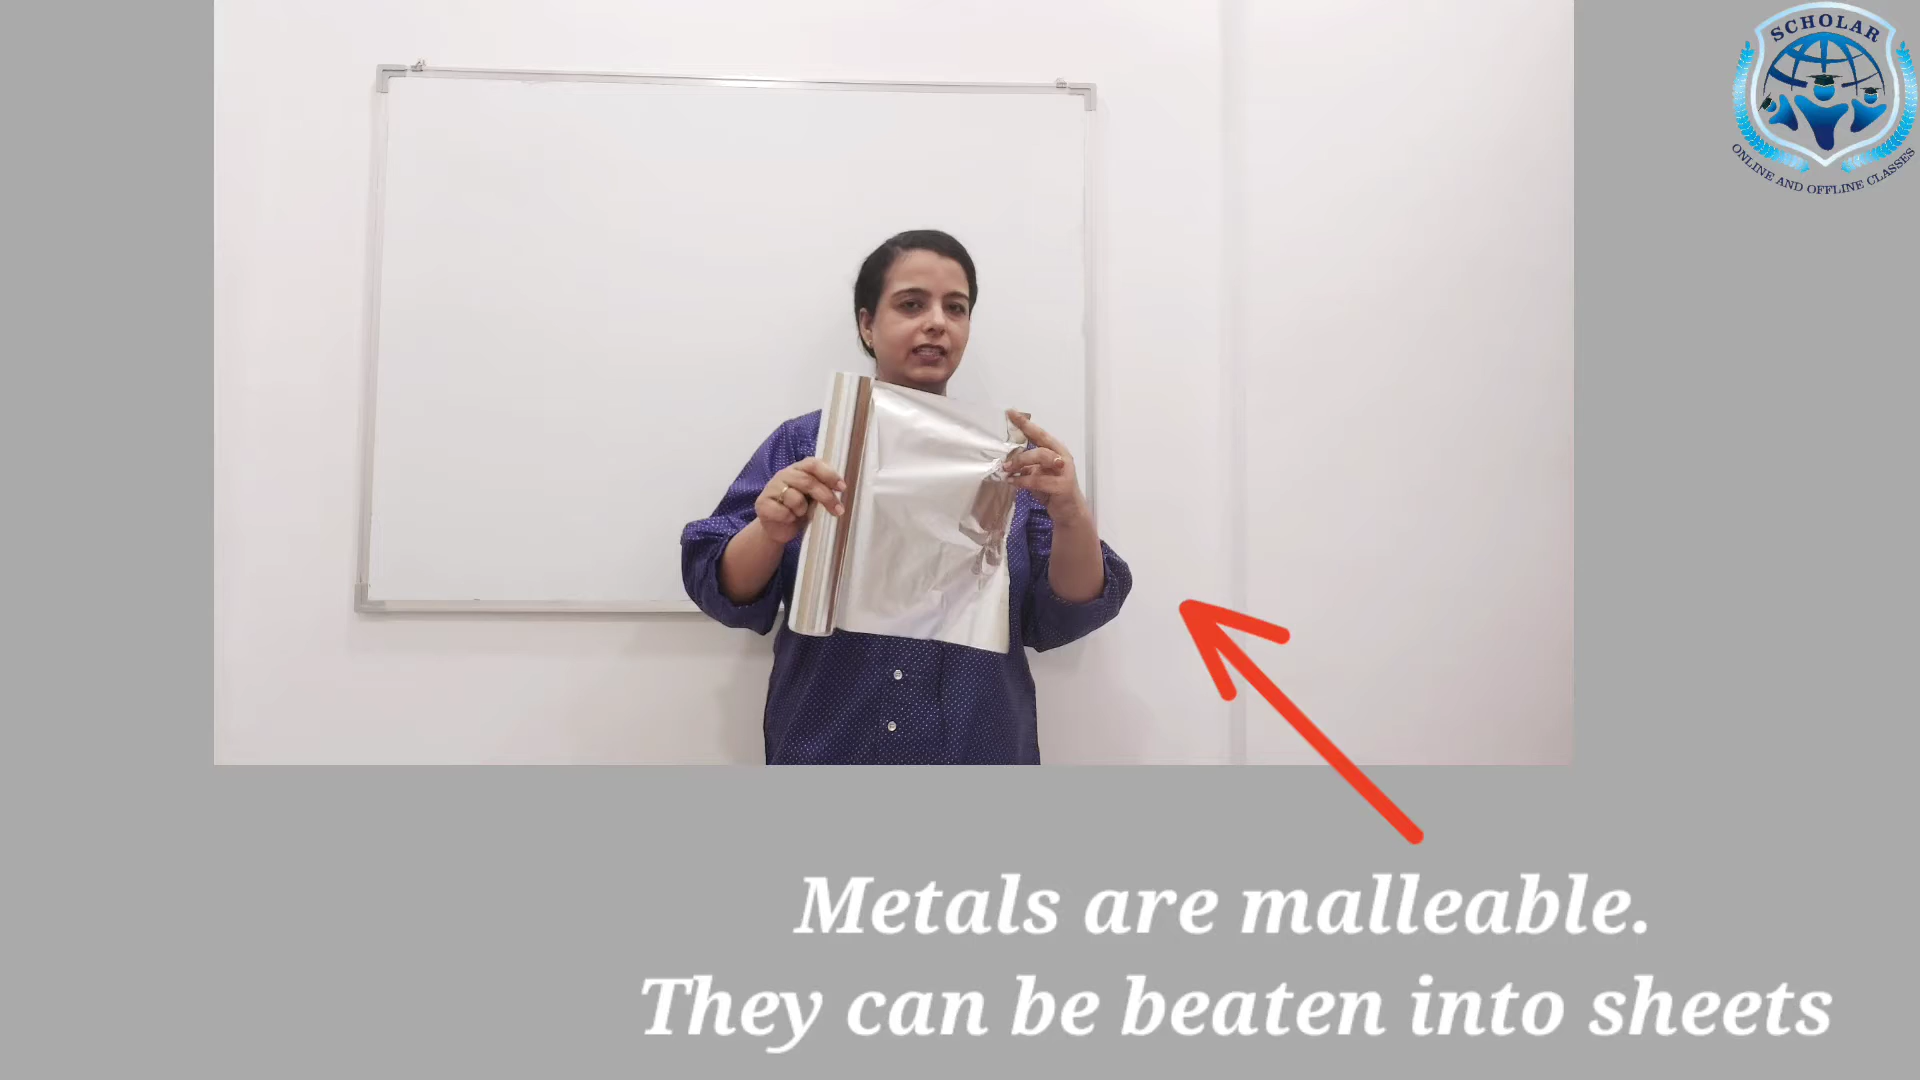 SCHOLAR
ONLINE AND OFFLINE CLASSES
Metals are malleable.
They can be beaten into sheets